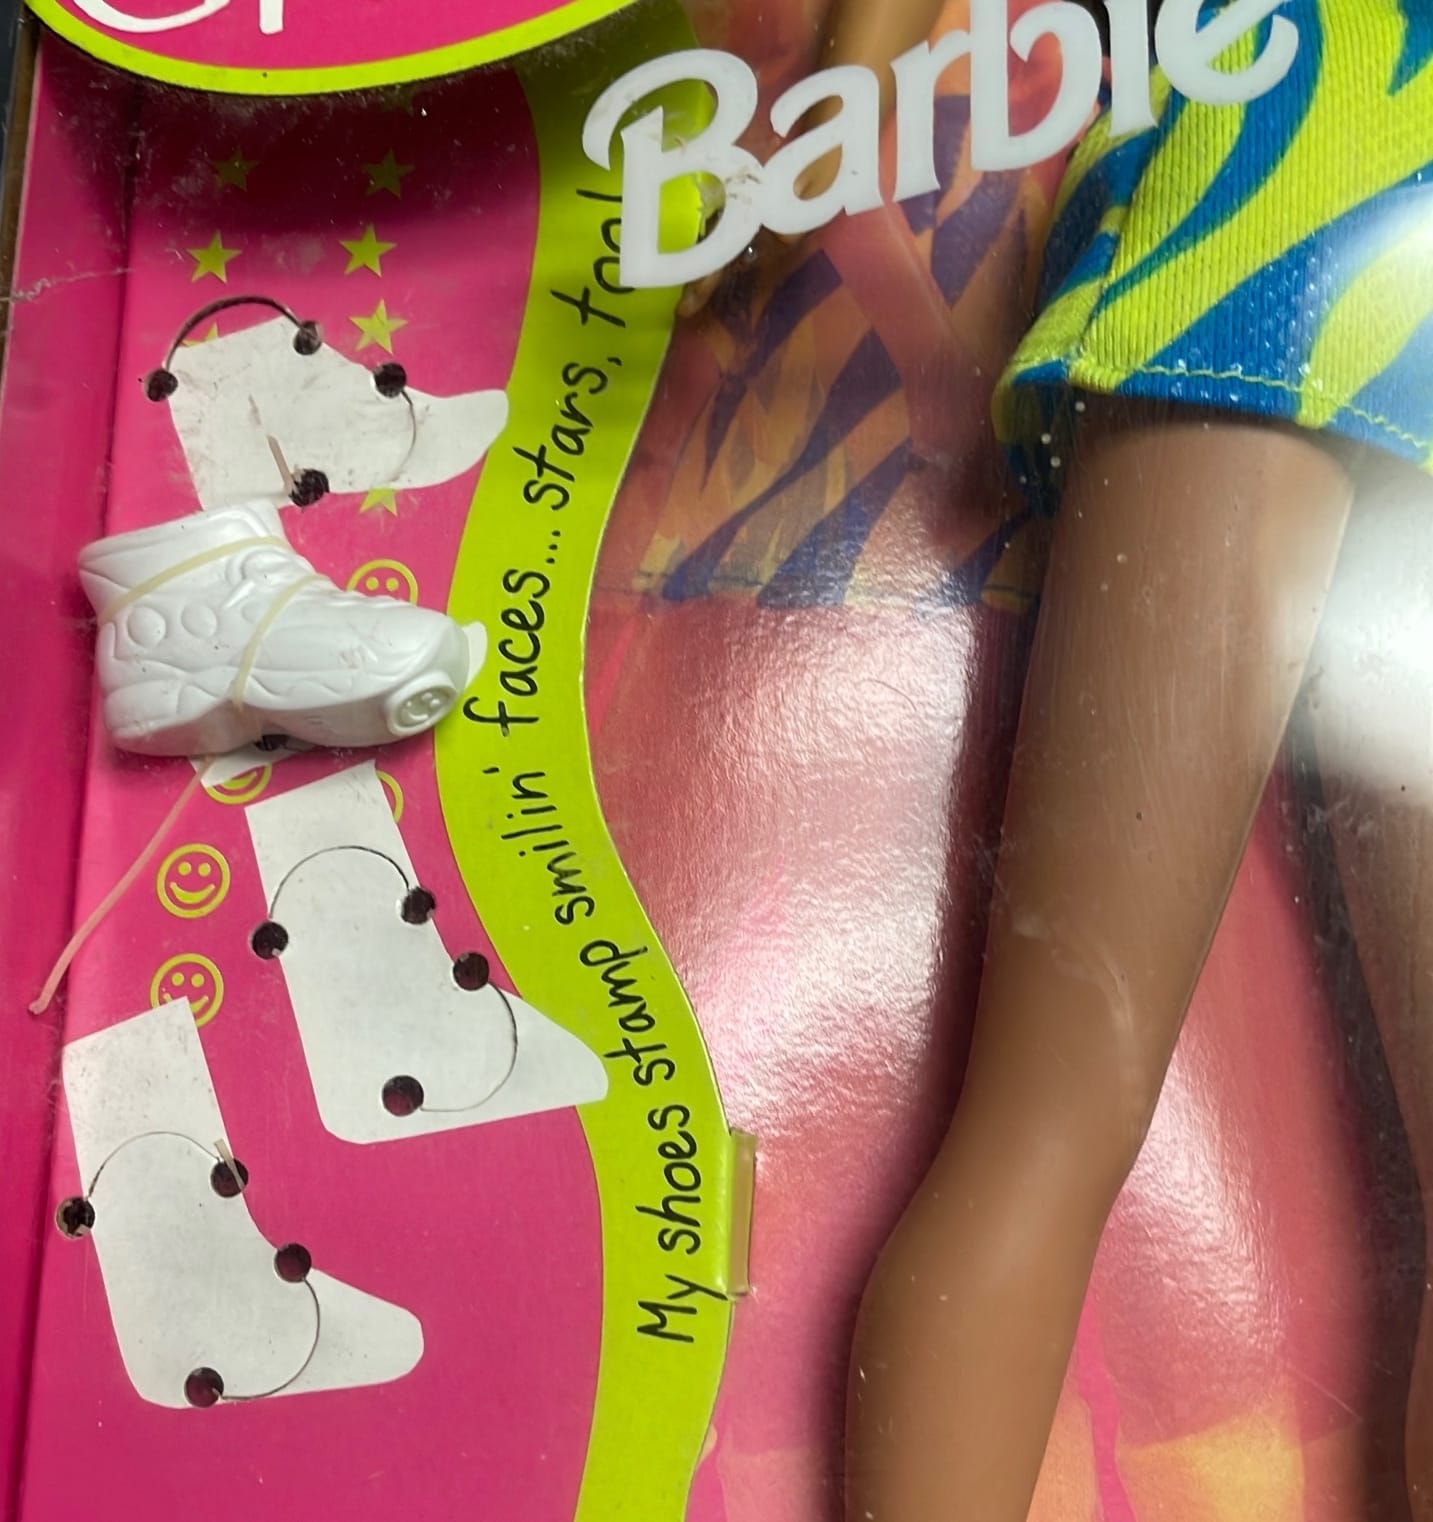 Barbie
My shoes stamp smilin' faces... stars, too!